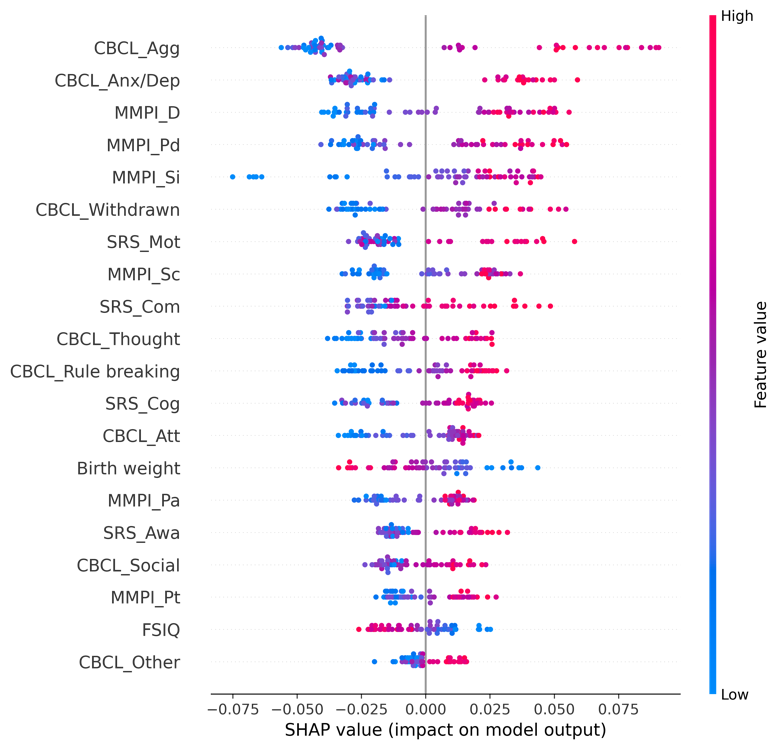 High
CBCL_Agg
CBCL_Anx/Dep
MMPI_D
MMPI_Pd
MMPI_Si
CBCL_Withdrawn
SRS_Mot
MMPI_Sc
SRS_Com
CBCL_Thought
CBCL_Rule breaking
SRS_Cog
CBCL_Att
Birth weight
MMPI_Pa
SRS_Awa
CBCL_Social
MMPI_Pt
FSIQ
CBCL_Other
Feature value
Low
−0.075 −0.050 −0.025 0.000 0.025 0.050 0.075
SHAP value (impact on model output)